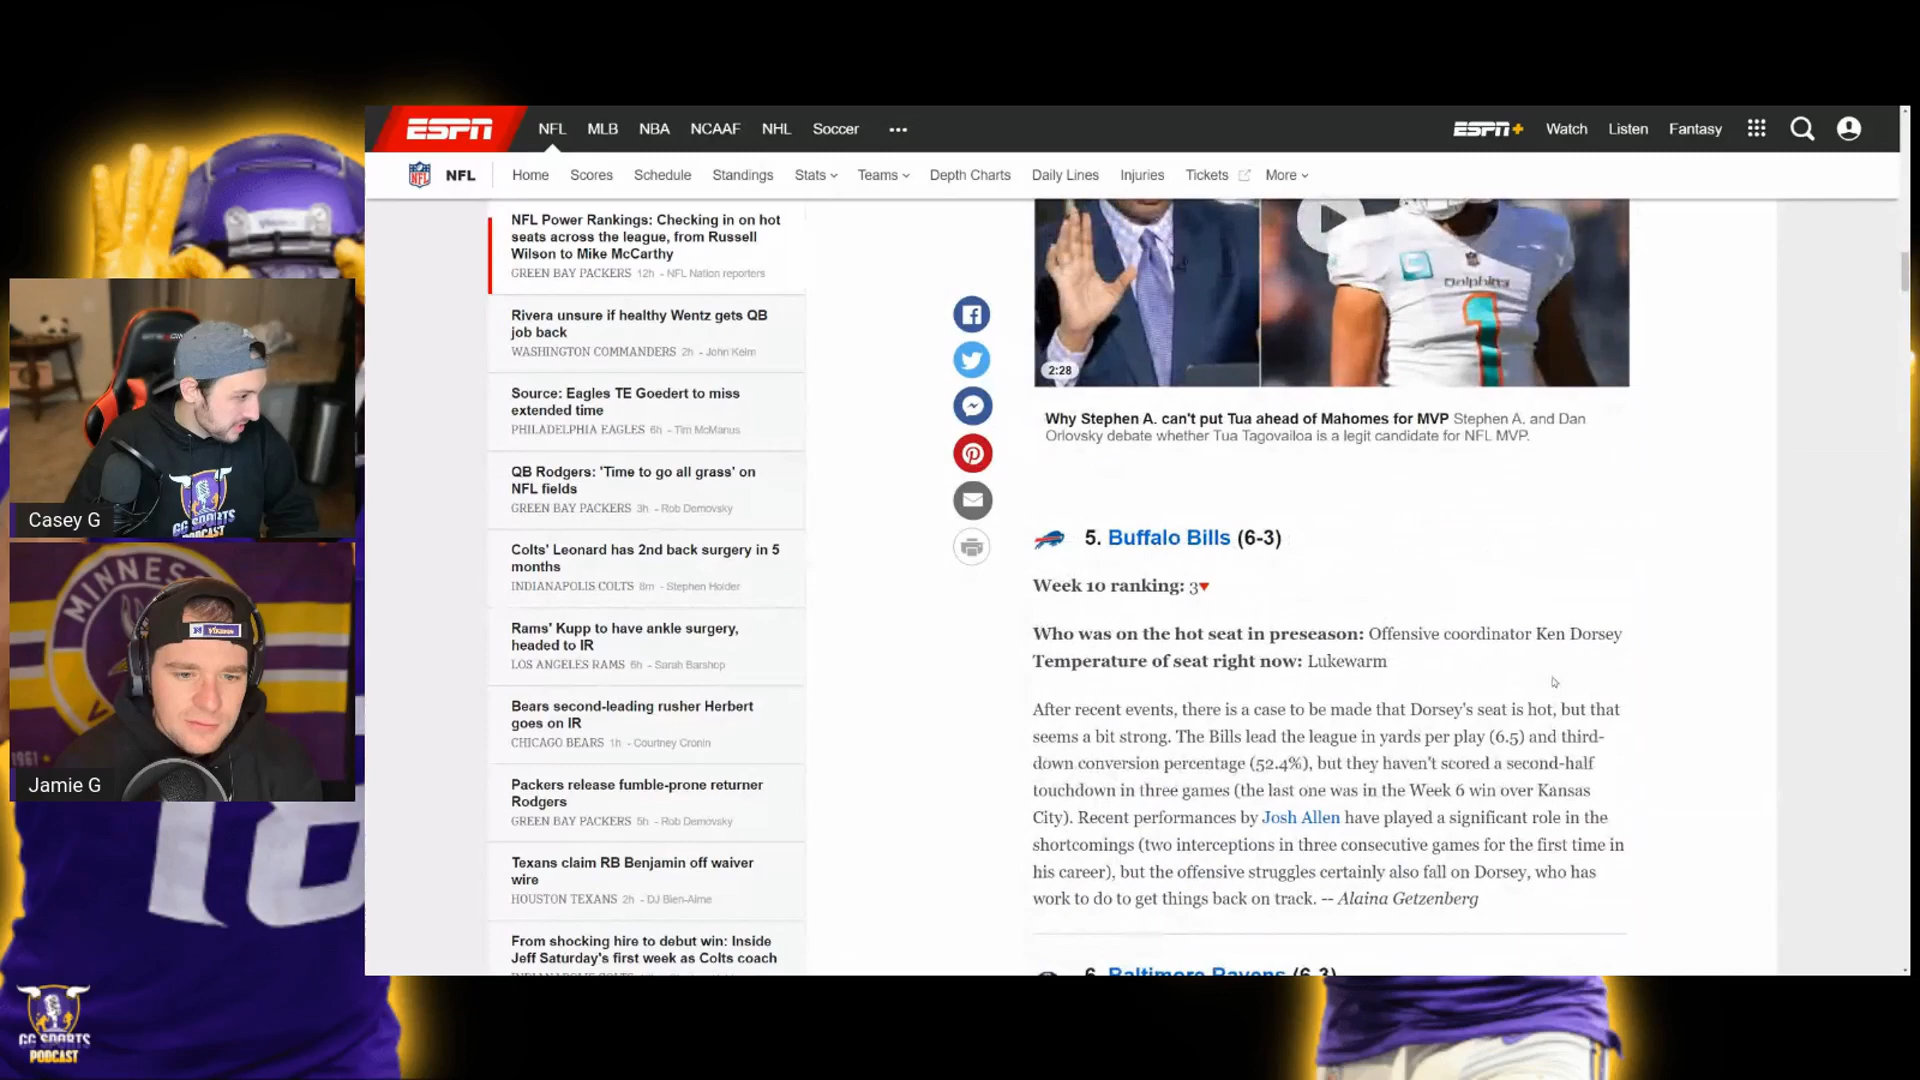 ESPN NFL MLB NBA NCAAF NHL Soccer ••• ESPN+ Watch Listen Fantasy
NFL Home Scores Schedule Standings Stats Teams Depth Charts Daily Lines Injuries Tickets More
NFL Power Rankings: Checking in on hot
seats across the league, from Russell
Wilson to Mike McCarthy
GREEN BAY PACKERS 12h - NFL Nation reporters
Rivera unsure if healthy Wentz gets QB
job back
WASHINGTON COMMANDERS 2h - John Keim
Source: Eagles TE Goedert to miss
extended time
PHILADELPHIA EAGLES 6h - Tim McManus
QB Rodgers: 'Time to go all grass' on
NFL fields
GREEN BAY PACKERS 3h - Rob Demovsky
Colts' Leonard has 2nd back surgery in 5
months
INDIANAPOLIS COLTS 8m - Stephen Holder
Rams' Kupp to have ankle surgery,
headed to IR
LOS ANGELES RAMS 6h - Sarah Barshop
Bears second-leading rusher Herbert
goes on IR
CHICAGO BEARS 1h - Courtney Cronin
Packers release fumble-prone returner
Rodgers
GREEN BAY PACKERS 5h - Rob Demovsky
Texans claim RB Benjamin off waiver
wire
HOUSTON TEXANS 2h - DJ Bien-Aime
From shocking hire to debut win: Inside
Jeff Saturday's first week as Colts coach
INDIANAPOLIS COLTS
Dolphins
1
2:28
Why Stephen A. can't put Tua ahead of Mahomes for MVP Stephen A. and Dan
Orlovsky debate whether Tua Tagovailoa is a legit candidate for NFL MVP.
5. Buffalo Bills (6-3)
Week 10 ranking: 3
Who was on the hot seat in preseason: Offensive coordinator Ken Dorsey
Temperature of seat right now: Lukewarm
After recent events, there is a case to be made that Dorsey's seat is hot, but that
seems a bit strong. The Bills lead the league in yards per play (6.5) and third-
down conversion percentage (52.4%), but they haven't scored a second-half
touchdown in three games (the last one was in the Week 6 win over Kansas
City). Recent performances by Josh Allen have played a significant role in the
shortcomings (two interceptions in three consecutive games for the first time in
his career), but the offensive struggles certainly also fall on Dorsey, who has
work to do to get things back on track. -- Alaina Getzenberg
6. Baltimore Ravens (6-3)
GG SPORTS
PODCAST
Casey G
MINNES
1961
Vikings
Jamie G
18
GG SPORTS
PODCAST